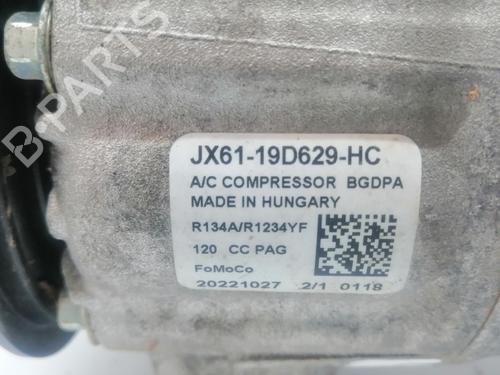 B-PARTS
JX61-19D629-HC
A/C COMPRESSOR BGDPA
MADE IN HUNGARY
R134A/R1234YF
120 CC PAG
FoMoCo
20221027 2/1 0118